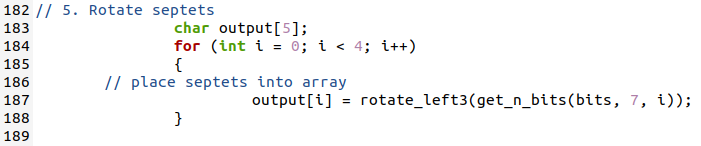 182 // 5. Rotate septets
183 char output[5];
184 for (int i = 0; i < 4; i++)
185 {
186 // place septets into array
187 output[i] = rotate_left3(get_n_bits(bits, 7, i));
188 }
189